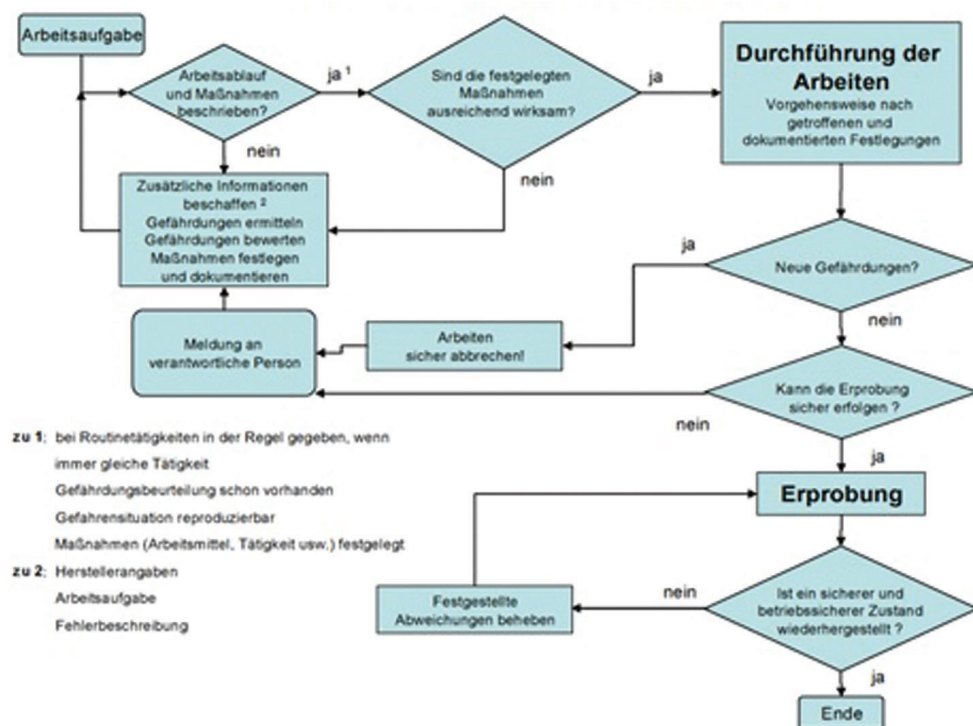 Arbeitsaufgabe
Arbeitsablauf
und Maßnahmen
beschrieben?
ja ¹
Sind die festgelegten
Maßnahmen
ausreichend wirksam?
ja
Durchführung der
Arbeiten
Vorgehensweise nach
getroffenen und
dokumentierten Festlegungen
nein
nein
Zusätzliche Informationen
beschaffen ²
Gefährdungen ermitteln
Gefährdungen bewerten
Maßnahmen festlegen
und dokumentieren
ja
Neue Gefährdungen?
nein
Arbeiten
sicher abbrechen!
Meldung an
verantwortliche Person
Kann die Erprobung
sicher erfolgen ?
nein
ja
zu 1; bei Routinetätigkeiten in der Regel gegeben, wenn
immer gleiche Tätigkeit
Gefährdungsbeurteilung schon vorhanden
Gefahrensituation reproduzierbar
Maßnahmen (Arbeitsmittel, Tätigkeit usw.) festgelegt
zu 2; Herstellerangaben
Arbeitsaufgabe
Fehlerbeschreibung
Erprobung
Ist ein sicherer und
betriebssicherer Zustand
wiederhergestellt ?
nein
Festgestellte
Abweichungen beheben
ja
Ende